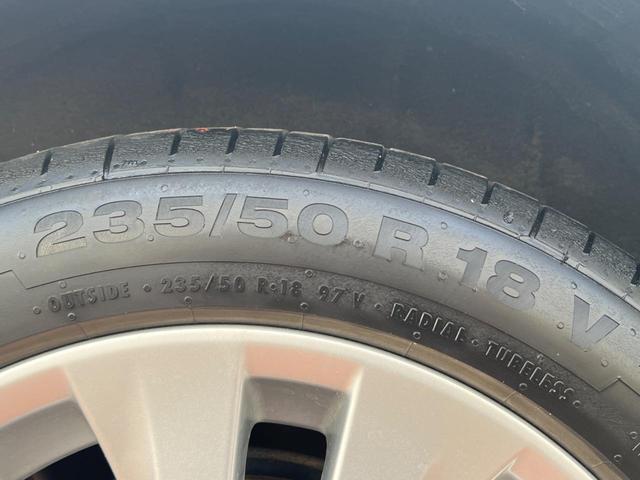 235/50 R 18 V
OUTSIDE • 235/50 R•18 97 V • RADIAL • TUBELESS •